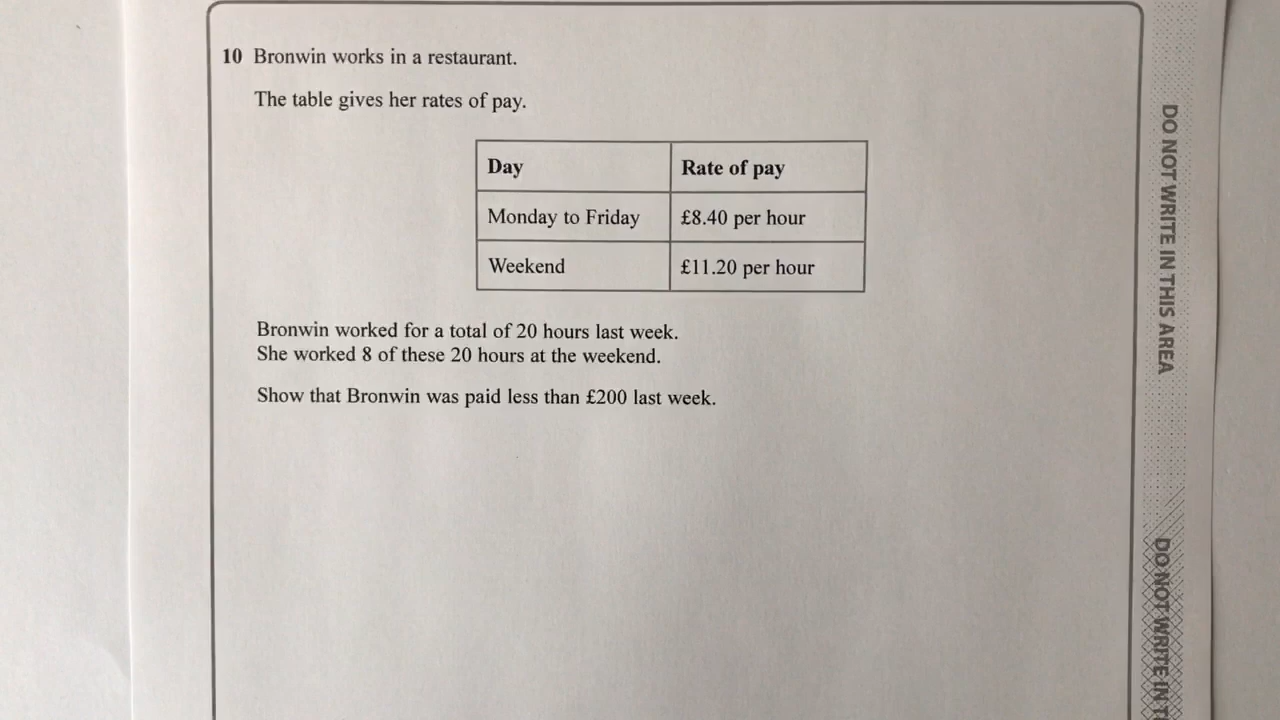 10 Bronwin works in a restaurant.
The table gives her rates of pay.
Day Rate of pay
Monday to Friday £8.40 per hour
Weekend £11.20 per hour
Bronwin worked for a total of 20 hours last week.
She worked 8 of these 20 hours at the weekend.
Show that Bronwin was paid less than £200 last week.
DO NOT WRITE IN THIS AREA
DO NOT WRITE IN T